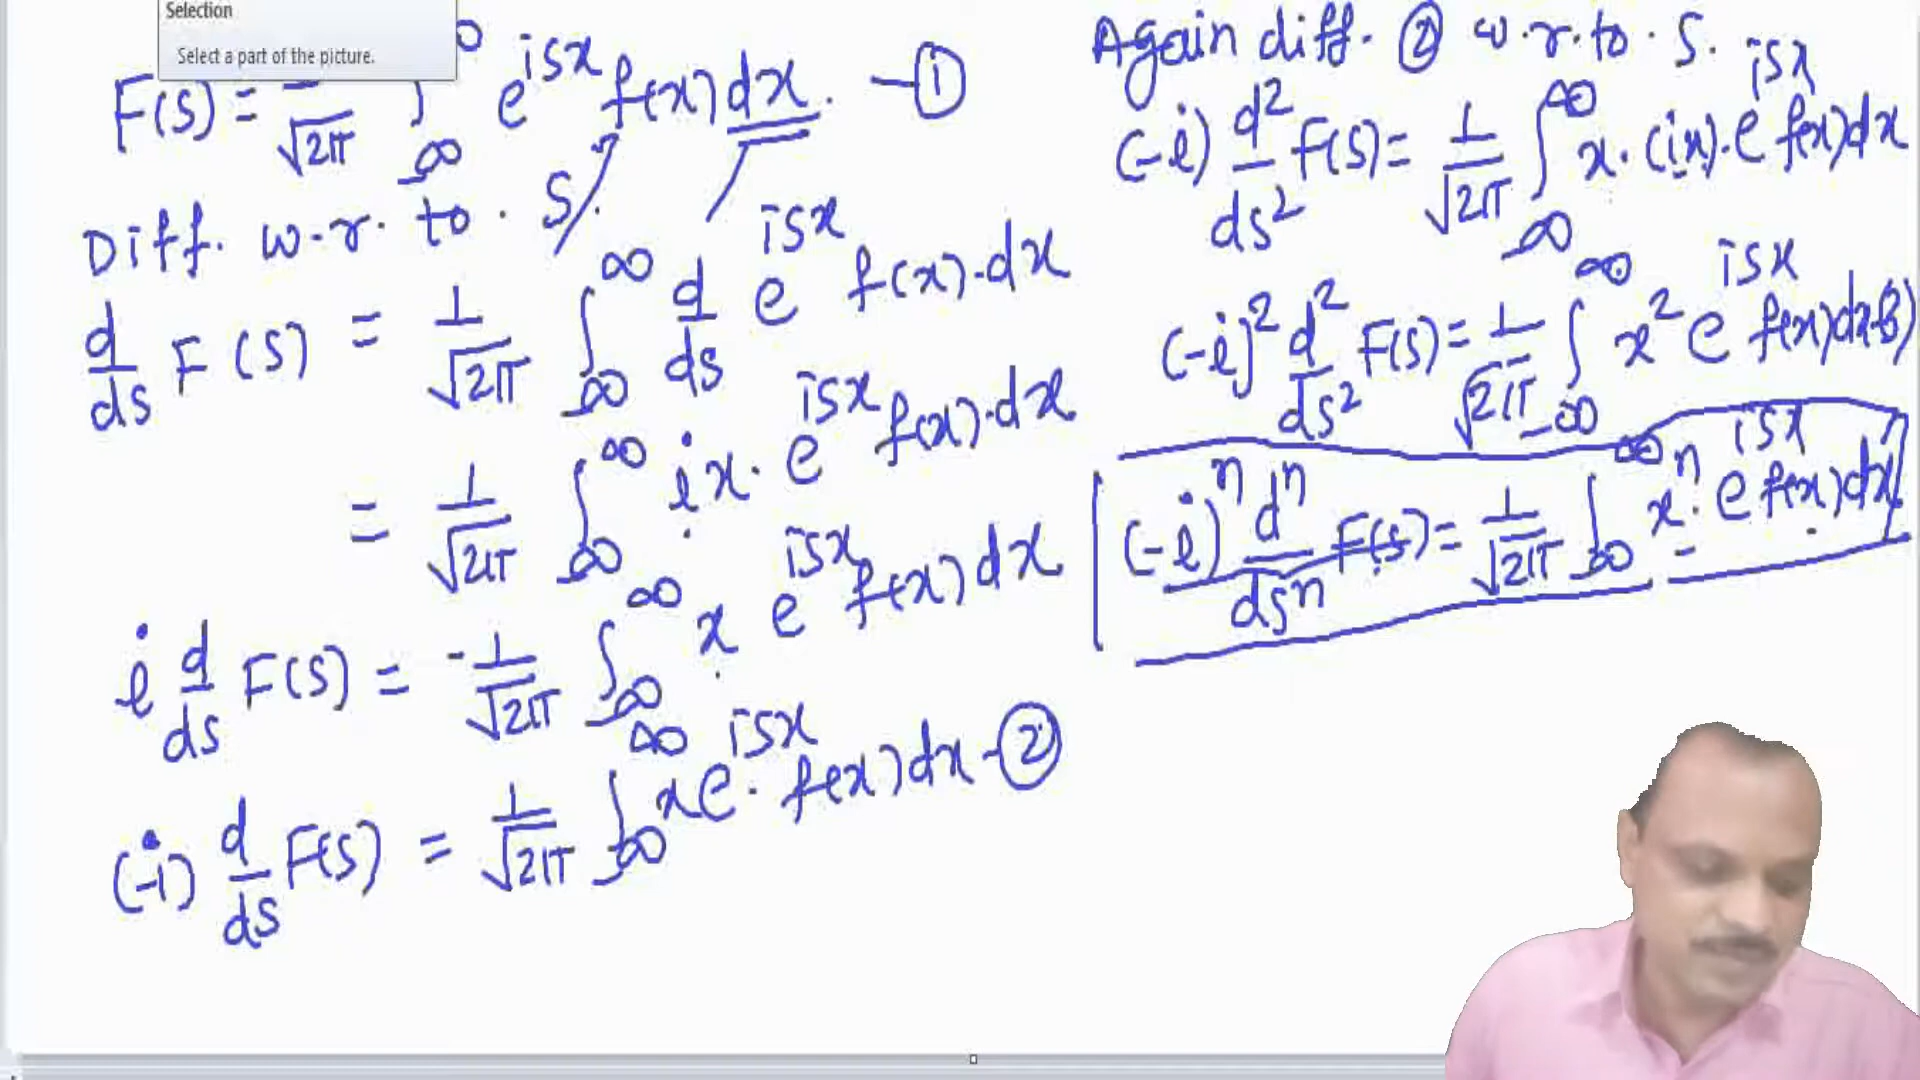 Selection
Select a part of the picture.
F(s) = 1/√2π ∫_-∞^∞ e^isx f(x) dx. -①
Diff. w.r. to. s.
d/ds F(s) = 1/√2π ∫_-∞^∞ d/ds e^isx f(x).dx
= 1/√2π ∫_-∞^∞ ix. e^isx f(x).dx
i d/ds F(s) = -1/√2π ∫_-∞^∞ x e^isx f(x) dx
(-i) d/ds F(s) = 1/√2π ∫_-∞^∞ x e^isx. f(x) dx -②
Again diff. ② w.r. to. s.
(-i) d²/ds² F(s) = 1/√2π ∫_-∞^∞ x.(ix).e^isx f(x)dx
(-i)² d²/ds² F(s) = 1/√2π ∫_-∞^∞ x² e^isx f(x)dx-(3)
(-i)^n d^n/ds^n F(s) = 1/√2π ∫_-∞^∞ x^n. e^isx f(x)dx